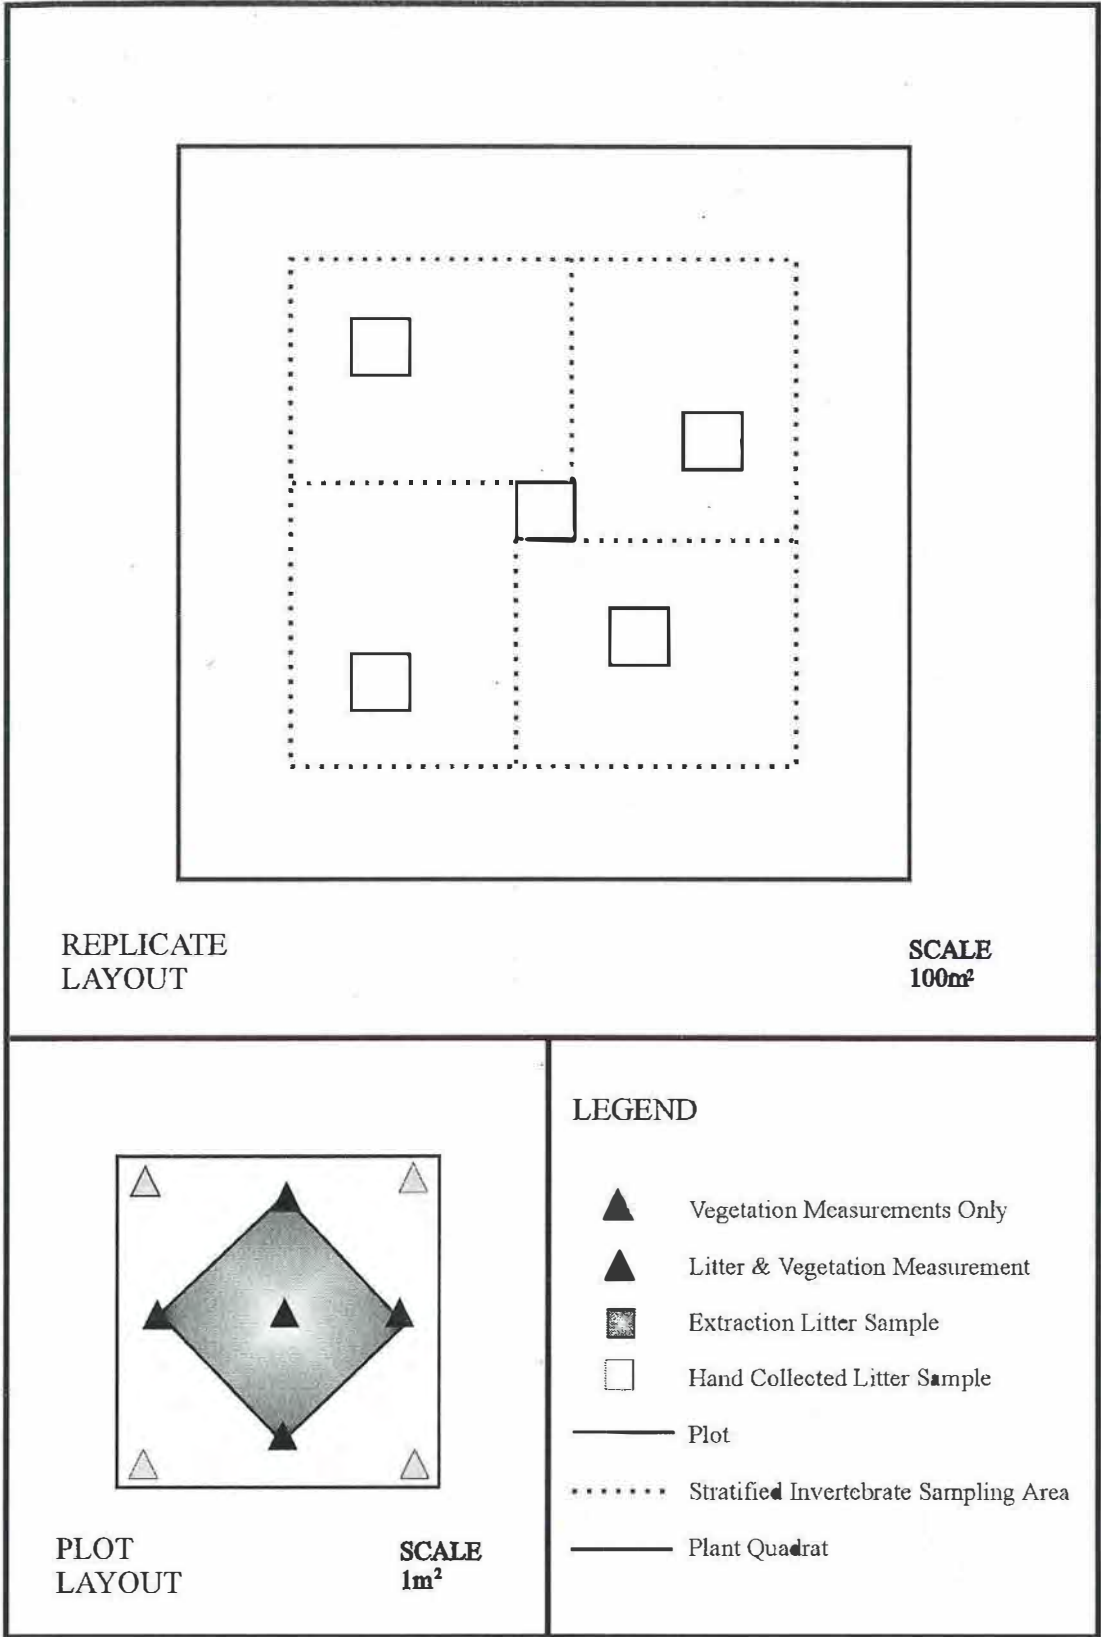 REPLICATE
LAYOUT
SCALE
100m²
PLOT
LAYOUT
SCALE
1m²
LEGEND
Vegetation Measurements Only
Litter & Vegetation Measurement
Extraction Litter Sample
Hand Collected Litter Sample
Plot
Stratified Invertebrate Sampling Area
Plant Quadrat